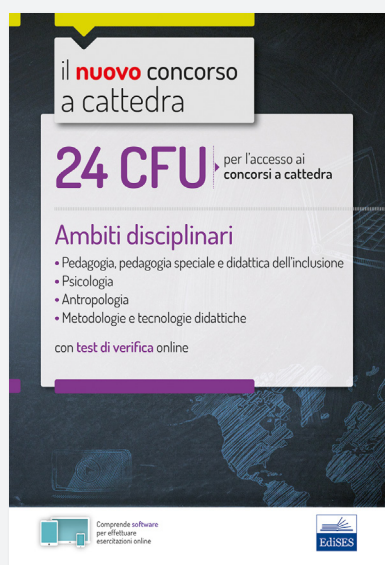 il nuovo concorso
a cattedra
24 CFU
per l'accesso ai
concorsi a cattedra
Ambiti disciplinari
• Pedagogia, pedagogia speciale e didattica dell'inclusione
• Psicologia
• Antropologia
• Metodologie e tecnologie didattiche
con test di verifica online
Comprende software
per effettuare
esercitazioni online
EdiSES